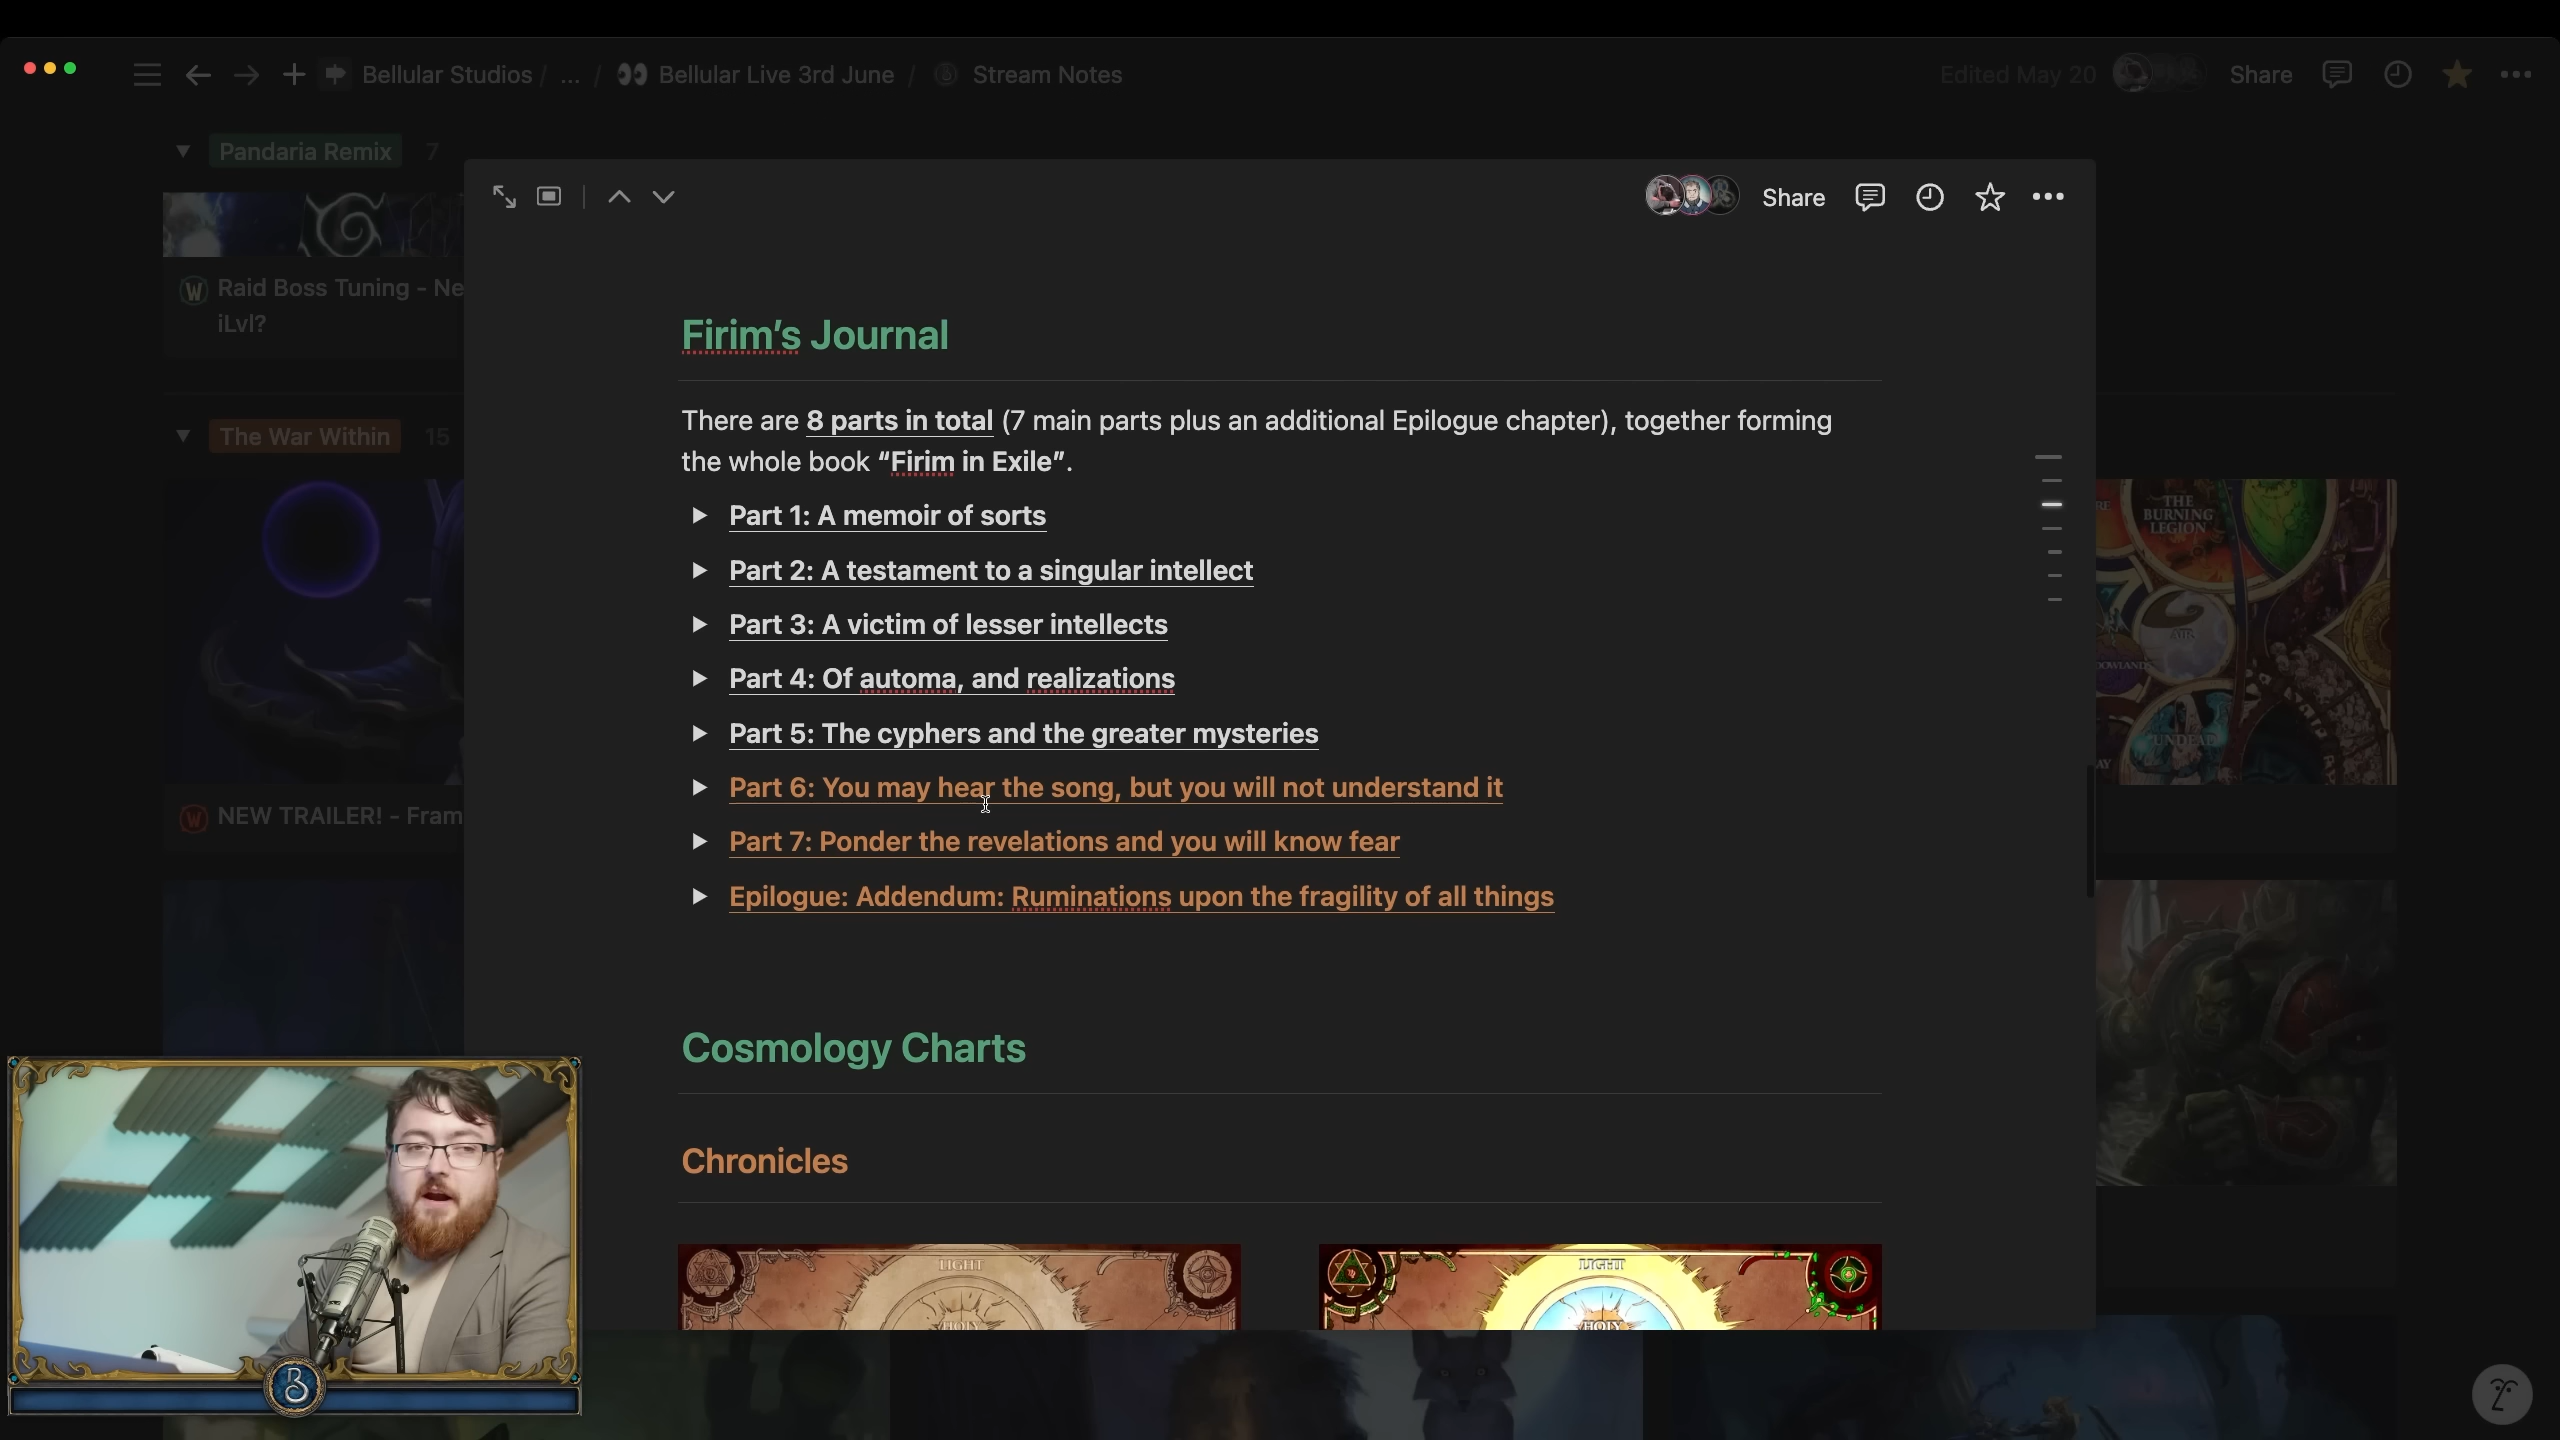 Bellular Studios / ... / Bellular Live 3rd June / Stream Notes
Edited May 20
Share
Pandaria Remix 7
Raid Boss Tuning - Ne
iLvl?
The War Within 15
NEW TRAILER! - Fram
Share
Firim’s Journal
There are 8 parts in total (7 main parts plus an additional Epilogue chapter), together forming
the whole book “Firim in Exile”.
Part 1: A memoir of sorts
Part 2: A testament to a singular intellect
Part 3: A victim of lesser intellects
Part 4: Of automa, and realizations
Part 5: The cyphers and the greater mysteries
Part 6: You may hear the song, but you will not understand it
Part 7: Ponder the revelations and you will know fear
Epilogue: Addendum: Ruminations upon the fragility of all things
Cosmology Charts
Chronicles
LIGHT
HOLY
LIGHT
HOLY
THE
BURNING
LEGION
AIR
UNDEAD
B